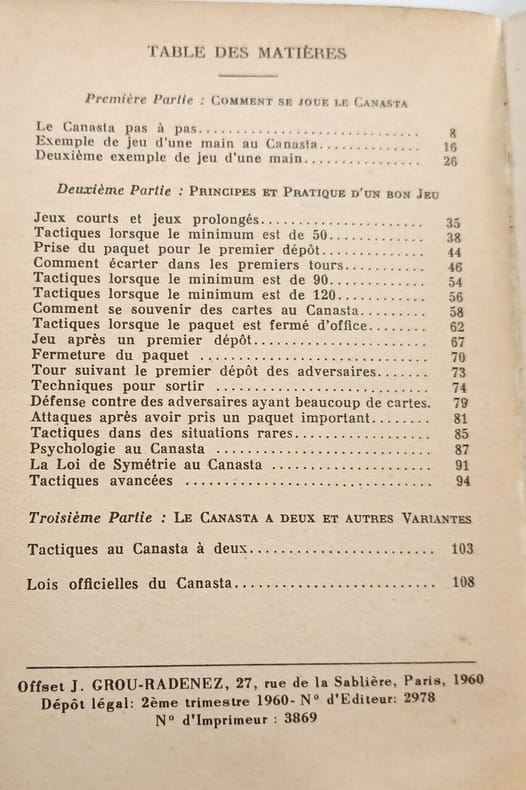 TABLE DES MATIÈRES
Première Partie : COMMENT SE JOUE LE CANASTA
Le Canasta pas à pas............................. 8
Exemple de jeu d'une main au Canasta............. 16
Deuxième exemple de jeu d'une main............... 26
Deuxième Partie : PRINCIPES ET PRATIQUE D'UN BON JEU
Jeux courts et jeux prolongés..................... 35
Tactiques lorsque le minimum est de 50............ 38
Prise du paquet pour le premier dépôt............. 44
Comment écarter dans les premiers tours........... 46
Tactiques lorsque le minimum est de 90............ 54
Tactiques lorsque le minimum est de 120........... 56
Comment se souvenir des cartes au Canasta......... 58
Tactiques lorsque le paquet est fermé d'office....... 62
Jeu après un premier dépôt...................... 67
Fermeture du paquet ........................... 70
Tour suivant le premier dépôt des adversaires....... 73
Techniques pour sortir .......................... 74
Défense contre des adversaires ayant beaucoup de cartes. 79
Attaques après avoir pris un paquet important........ 81
Tactiques dans des situations rares................. 85
Psychologie au Canasta ......................... 87
La Loi de Symétrie au Canasta ................... 91
Tactiques avancées ............................. 94
Troisième Partie : LE CANASTA A DEUX ET AUTRES VARIANTES
Tactiques au Canasta à deux........................ 103
Lois officielles du Canasta.......................... 108
Offset J. GROU-RADENEZ, 27, rue de la Sablière, Paris, 1960
Dépôt légal: 2ème trimestre 1960- N° d'Editeur: 2978
N° d'Imprimeur : 3869